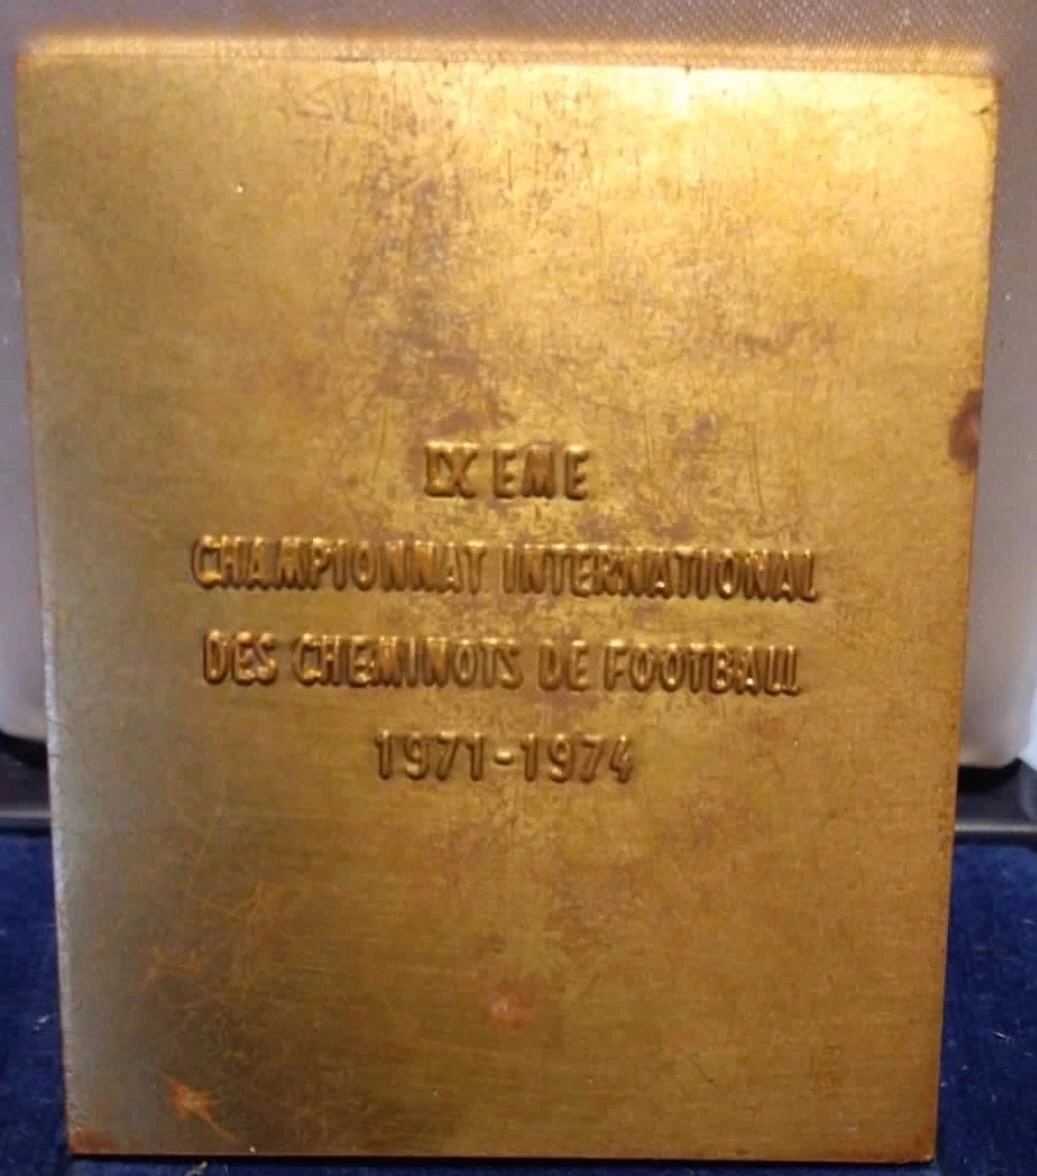 IX EME
CHAMPIONNAT INTERNATIONAL
DES CHEMINOTS DE FOOTBALL
1971-1974